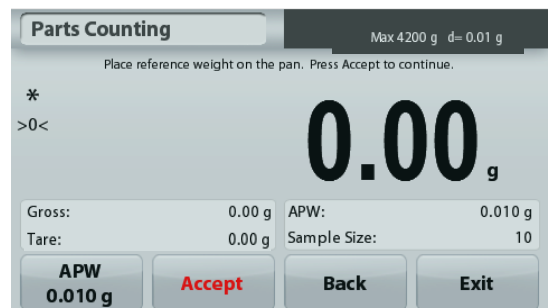 Parts Counting
Max 4200 g d= 0.01 g
Place reference weight on the pan. Press Accept to continue.
*
>0<
0.00 g
Gross: 0.00 g APW: 0.010 g
Tare: 0.00 g Sample Size: 10
APW
0.010 g
Accept
Back
Exit